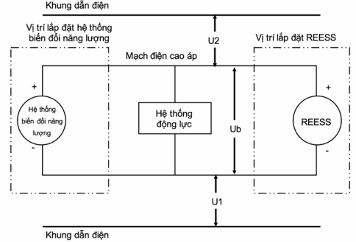 Khung dẫn điện
Vị trí lắp đặt hệ thống
biến đổi năng lượng
U2
Vị trí lắp đặt REESS
Mạch điện cao áp
+
+
Hệ thống
biến đổi năng
lượng
Hệ thống
động lực
Ub
REESS
-
-
U1
Khung dẫn điện